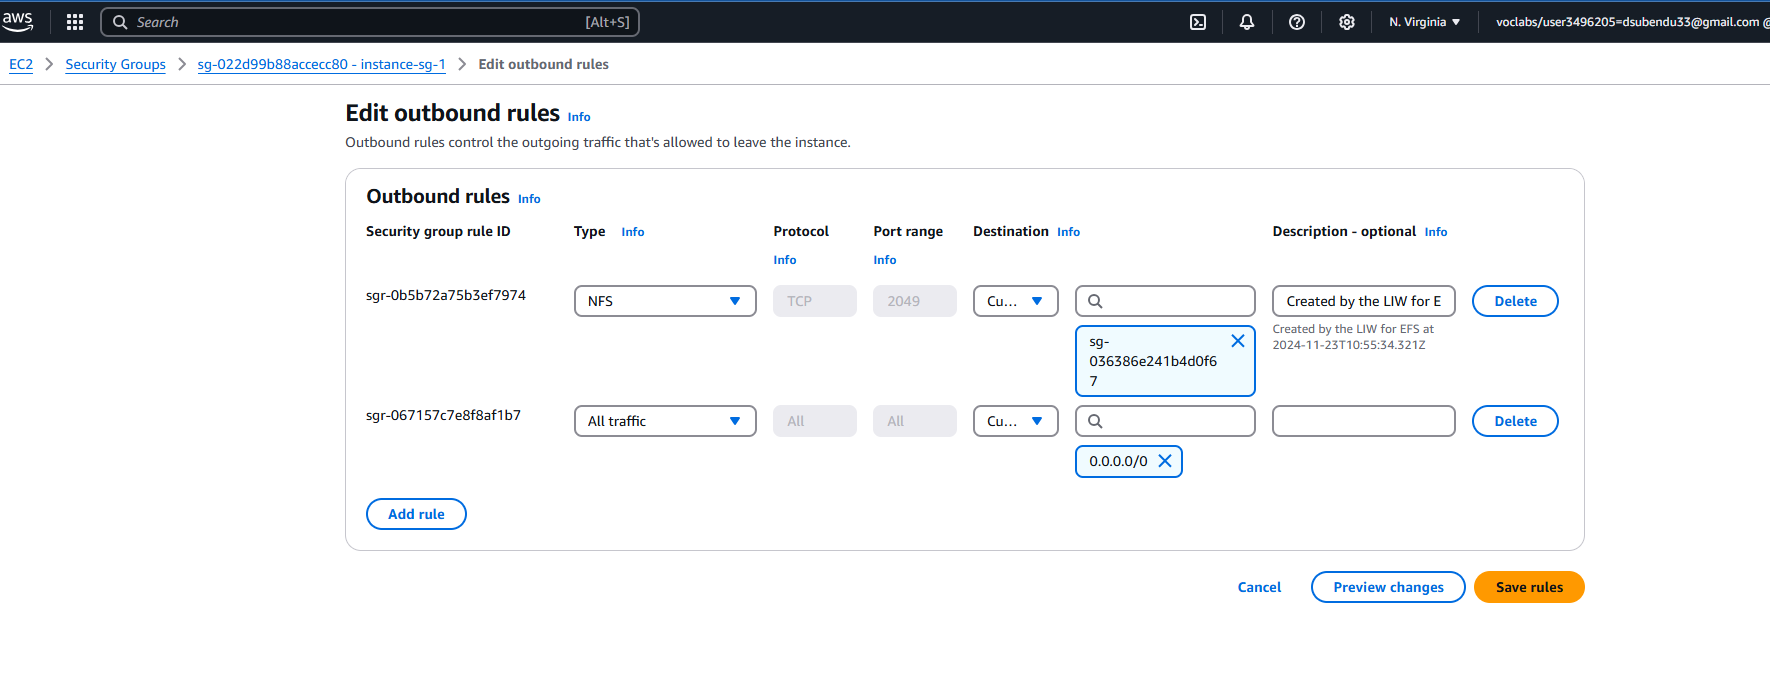 aws
Search [Alt+S]
N. Virginia
voclabs/user3496205=dsubendu33@gmail.com @
EC2 > Security Groups > sg-022d99b88accecc80 - instance-sg-1 > Edit outbound rules
Edit outbound rules Info
Outbound rules control the outgoing traffic that's allowed to leave the instance.
Outbound rules Info
Security group rule ID
Type Info
Protocol
Info
Port range
Info
Destination Info
Description - optional Info
sgr-0b5b72a75b3ef7974
NFS
TCP
2049
Cu...
sg-
036386e241b4d0f6
7
Created by the LIW for E
Created by the LIW for EFS at
2024-11-23T10:55:34.321Z
Delete
sgr-067157c7e8f8af1b7
All traffic
All
All
Cu...
0.0.0.0/0
Delete
Add rule
Cancel
Preview changes
Save rules